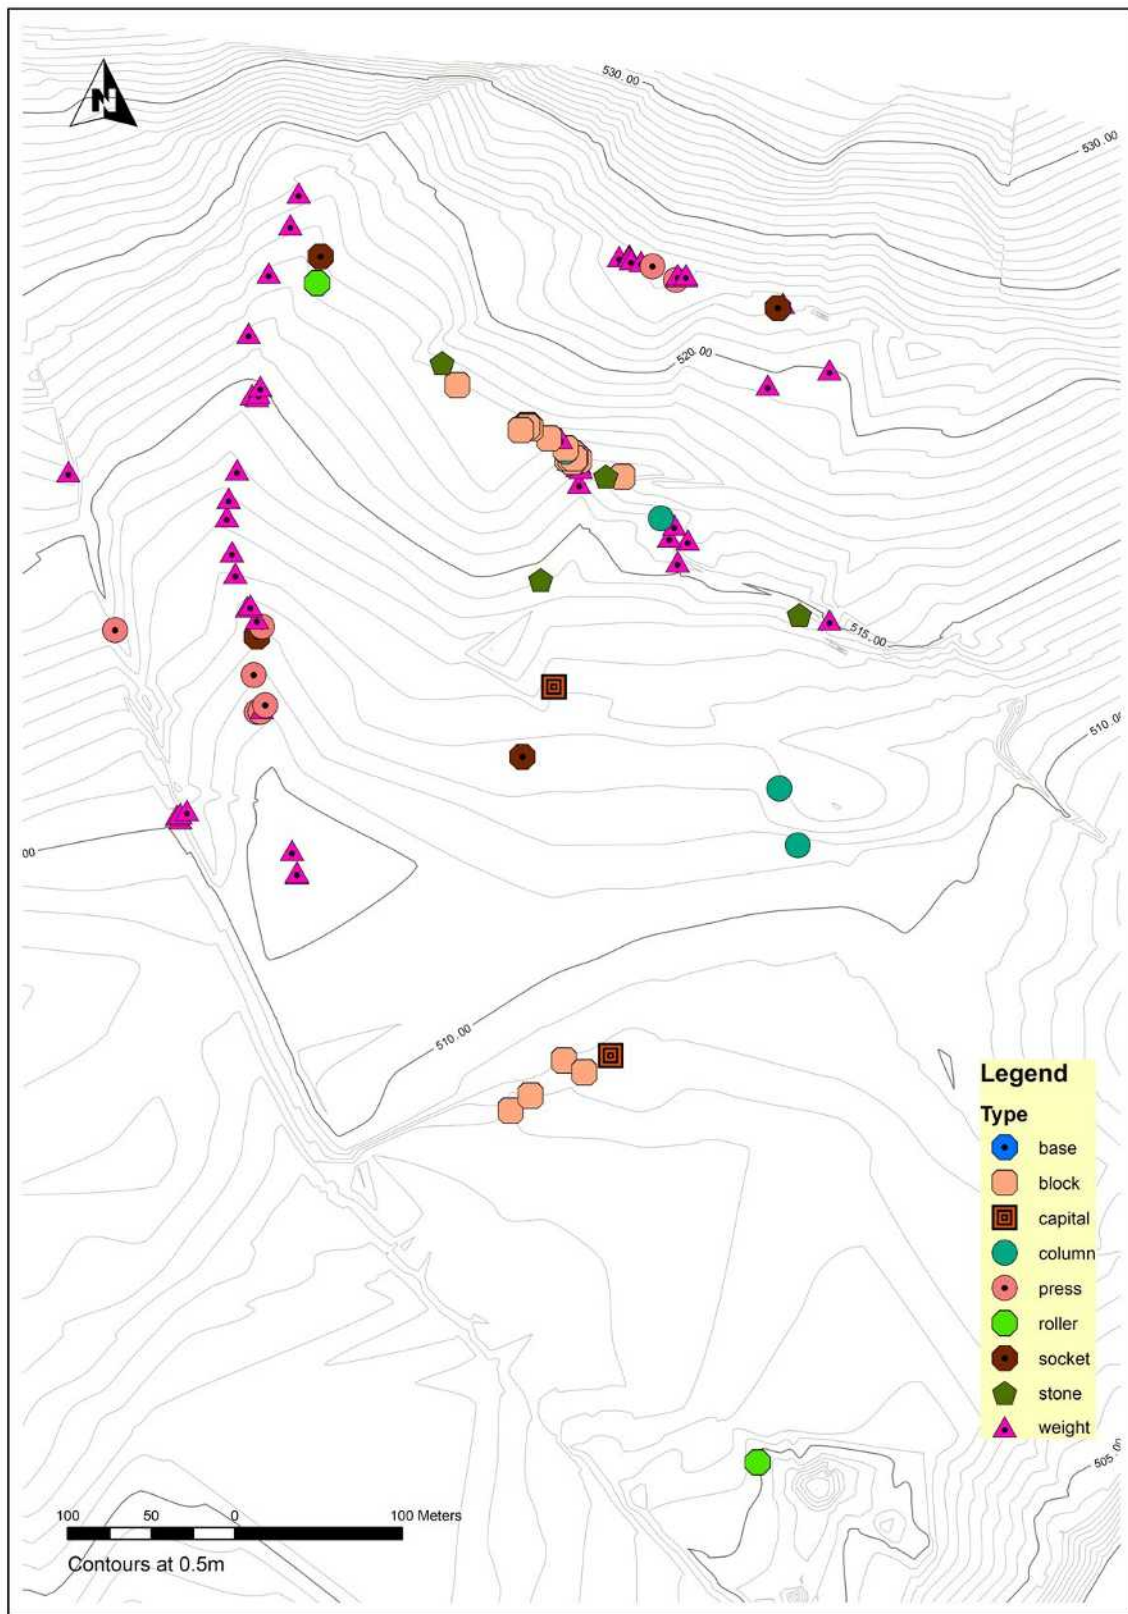 N
530.00
530.00
520.00
515.00
510.0
00
510.00
Legend
Type
base
block
capital
column
press
roller
socket
stone
weight
505.0
100 50 0 100 Meters
Contours at 0.5m